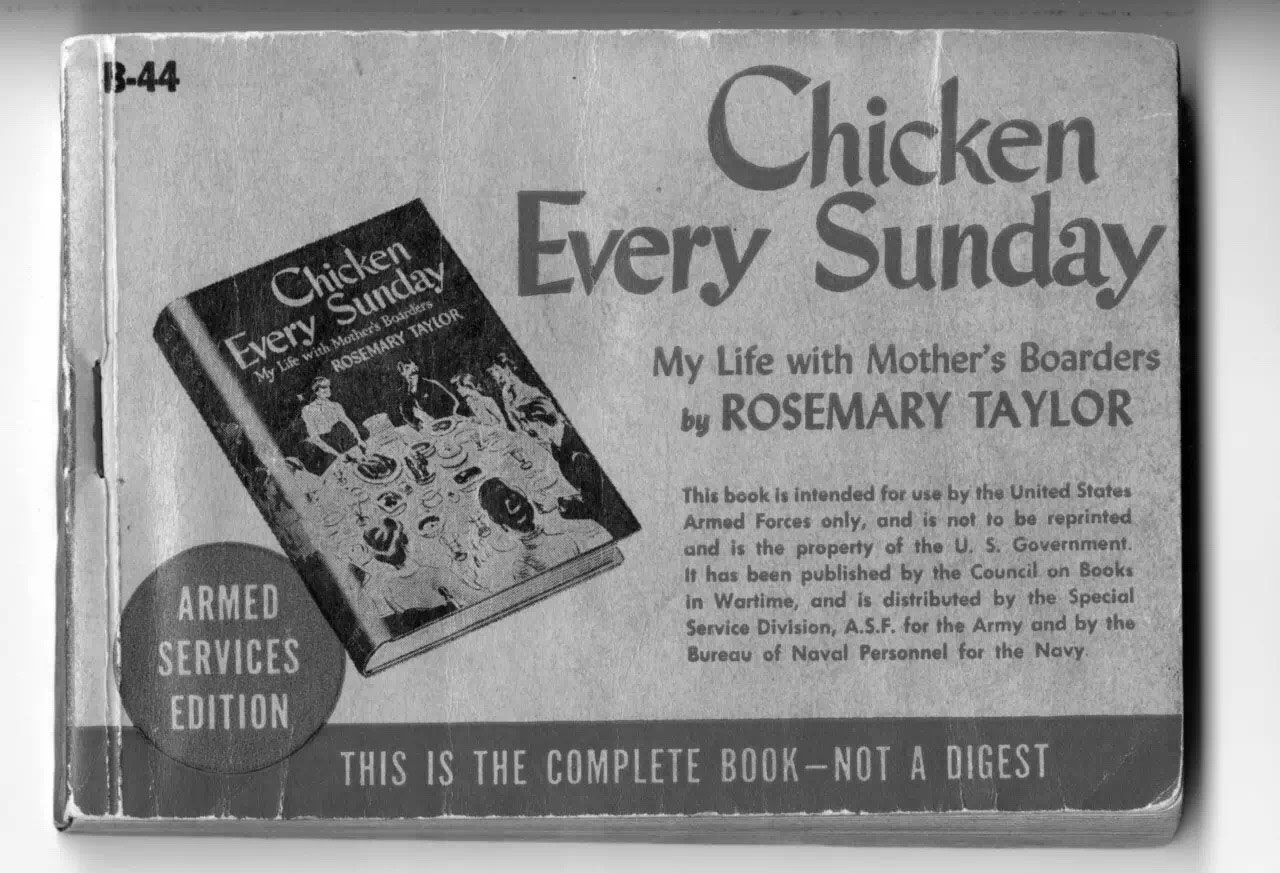 B-44
Chicken
Every Sunday
My Life with Mother's Boarders
by ROSEMARY TAYLOR
Chicken
Every Sunday
My Life with Mother's Boarders
ROSEMARY TAYLOR
This book is intended for use by the United States
Armed Forces only, and is not to be reprinted
and is the property of the U. S. Government.
It has been published by the Council on Books
in Wartime, and is distributed by the Special
Service Division, A.S.F. for the Army and by the
Bureau of Naval Personnel for the Navy.
ARMED
SERVICES
EDITION
THIS IS THE COMPLETE BOOK—NOT A DIGEST